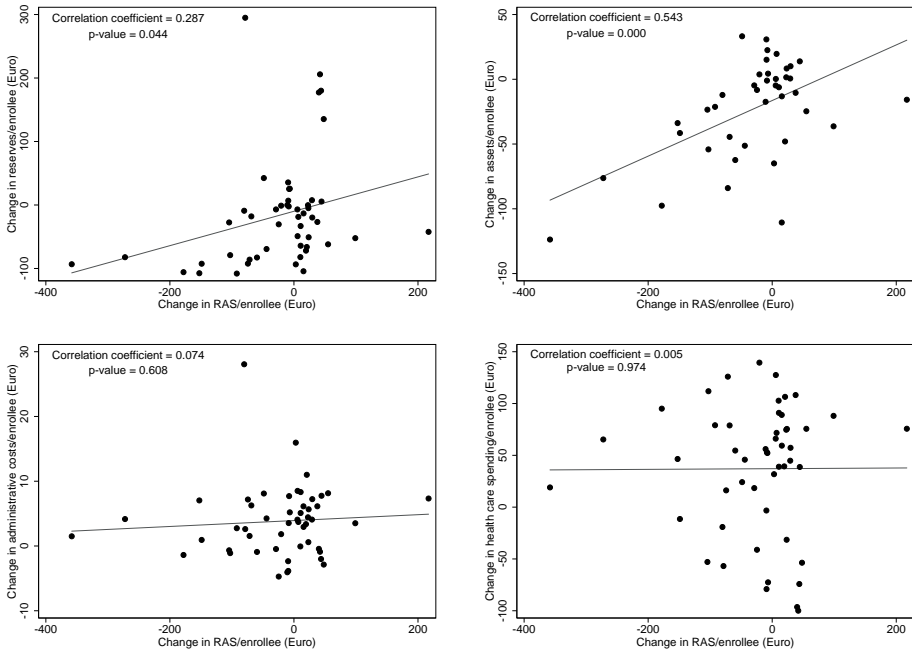 Correlation coefficient = 0.287
p-value = 0.044
Change in reserves/enrollee (Euro)
300
200
100
0
-100
-400
-200
0
200
Change in RAS/enrollee (Euro)
Correlation coefficient = 0.543
p-value = 0.000
Change in assets/enrollee (Euro)
50
0
-50
-100
-150
-400
-200
0
200
Change in RAS/enrollee (Euro)
Correlation coefficient = 0.074
p-value = 0.608
Change in administrative costs/enrollee (Euro)
30
20
10
0
-10
-400
-200
0
200
Change in RAS/enrollee (Euro)
Correlation coefficient = 0.005
p-value = 0.974
Change in health care spending/enrollee (Euro)
150
100
50
0
-50
-100
-400
-200
0
200
Change in RAS/enrollee (Euro)